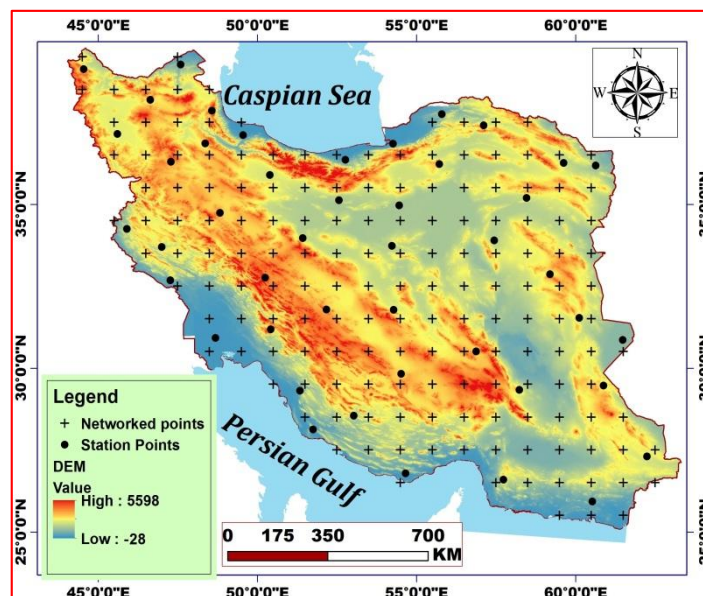 45°0'0"E 50°0'0"E 55°0'0"E 60°0'0"E
N
W E
S
Caspian Sea
35°0'0"N
30°0'0"N
25°0'0"N
Persian Gulf
Legend
Networked points
Station Points
DEM
Value
High : 5598
Low : -28
0 175 350 700
KM
45°0'0"E 50°0'0"E 55°0'0"E 60°0'0"E